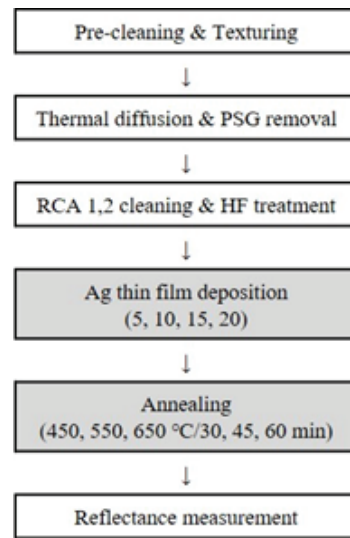 Pre-cleaning & Texturing
↓
Thermal diffusion & PSG removal
↓
RCA 1,2 cleaning & HF treatment
↓
Ag thin film deposition
(5, 10, 15, 20)
↓
Annealing
(450, 550, 650 °C/30, 45, 60 min)
↓
Reflectance measurement